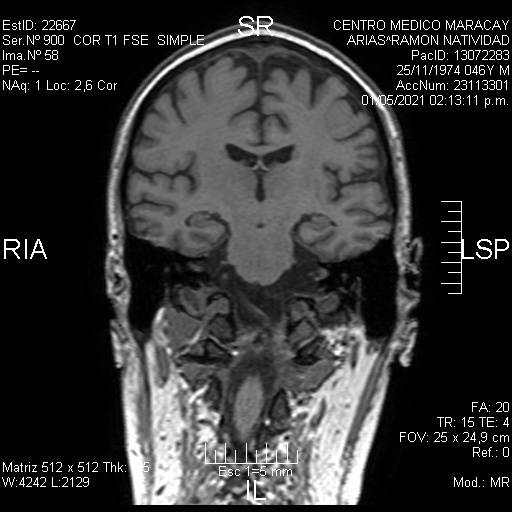 EstID: 22667
Ser.Nº 900 COR T1 FSE SIMPLE
Ima.Nº 58
PE= --
NAq: 1 Loc: 2,6 Cor
SR
CENTRO MEDICO MARACAY
ARIAS^RAMON NATIVIDAD
PacID: 13072283
25/11/1974 046Y M
AccNum: 23113301
01/05/2021 02:13:11 p.m.
RIA
LSP
FA: 20
TR: 15 TE: 4
FOV: 25 x 24,9 cm
Ref.: 0
Mod.: MR
Matriz 512 x 512 Thk: 5
W:4242 L:2129
Esc 1=5 mm
IL